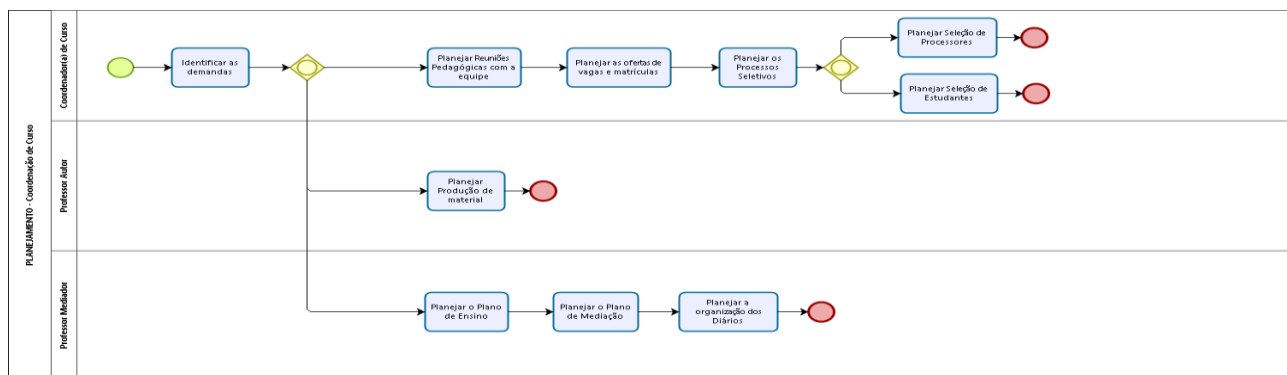 PLANEJAMENTO - Coordenação de Curso
Coordenador(a) de Curso
Identificar as
demandas
Planejar Reuniões
Pedagógicas com a
equipe
Planejar as ofertas de
vagas e matrículas
Planejar os
Processos
Seletivos
Planejar Seleção de
Processores
Planejar Seleção de
Estudantes
Professor Autor
Planejar
Produção de
material
Professor Mediador
Planejar o Plano
de Ensino
Planejar o Plano
de Mediação
Planejar a
organização dos
Diários